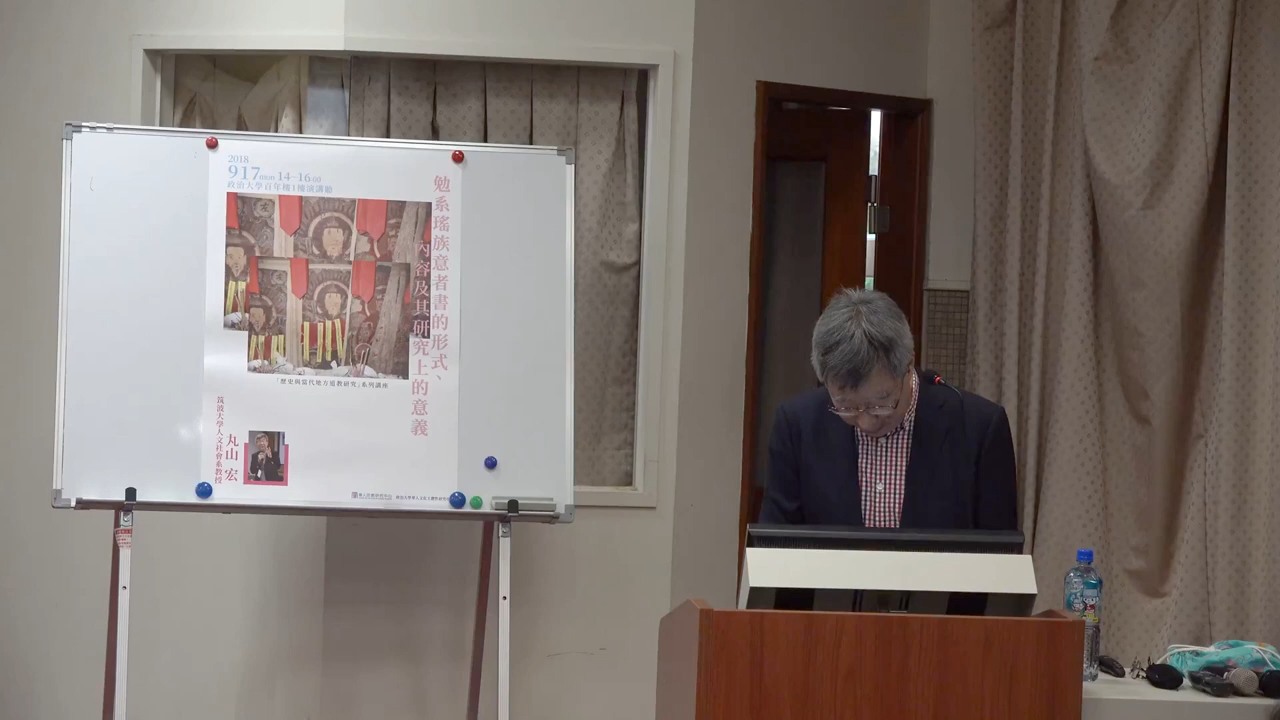 2018
917 mon 14-16:00
政治大學百年樓1樓演講廳
勉系瑤族意者書的形式、
內容及其研究上的意義
「歷史與當代地方道教研究」系列講座
筑波大學人文社會系教授
丸山 宏